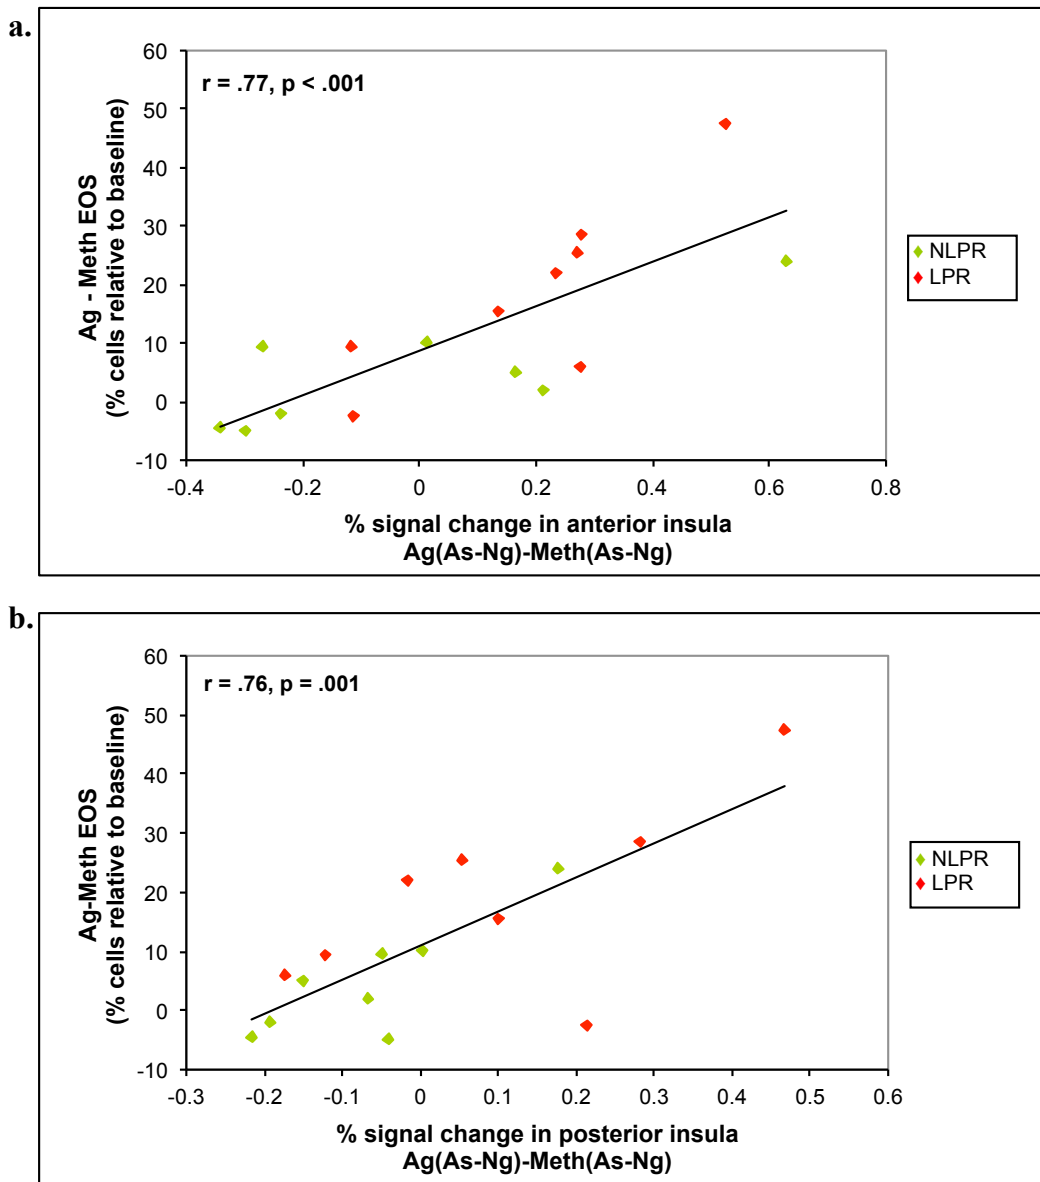 a.
60
50
40
30
20
10
0
-10
Ag - Meth EOS
(% cells relative to baseline)
r = .77, p < .001
-0.4 -0.2 0 0.2 0.4 0.6 0.8
% signal change in anterior insula
Ag(As-Ng)-Meth(As-Ng)
NLPR
LPR
b.
60
50
40
30
20
10
0
-10
Ag-Meth EOS
(% cells relative to baseline)
r = .76, p = .001
-0.3 -0.2 -0.1 0 0.1 0.2 0.3 0.4 0.5 0.6
% signal change in posterior insula
Ag(As-Ng)-Meth(As-Ng)
NLPR
LPR